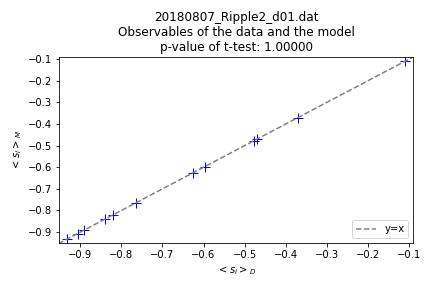 20180807_Ripple2_d01.dat
Observables of the data and the model
p-value of t-test: 1.00000
−0.1
−0.2
−0.3
−0.4
−0.5
−0.6
−0.7
−0.8
−0.9
< s_i >_M
y=x
−0.9 −0.8 −0.7 −0.6 −0.5 −0.4 −0.3 −0.2 −0.1
< s_i >_D